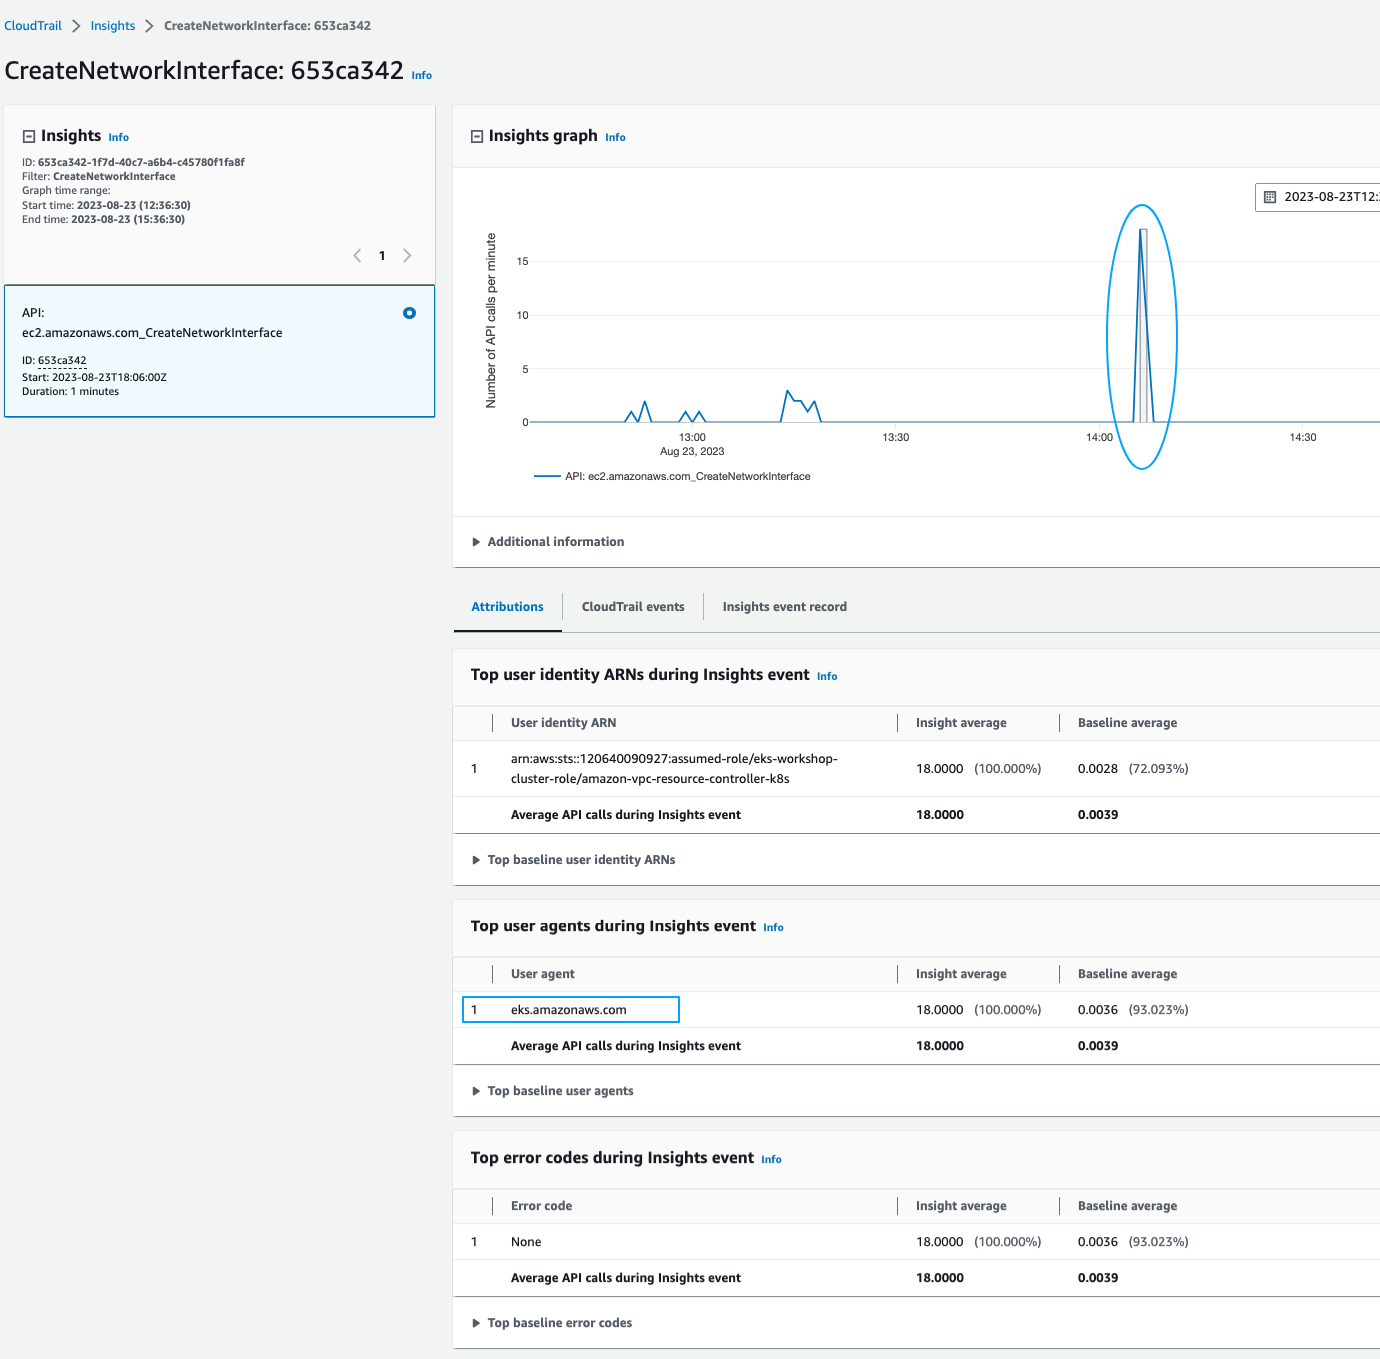 CloudTrail > Insights > CreateNetworkInterface: 653ca342
CreateNetworkInterface: 653ca342 Info
Insights Info
ID: 653ca342-1f7d-40c7-a6b4-c45780f1fa8f
Filter: CreateNetworkInterface
Graph time range:
Start time: 2023-08-23 (12:36:30)
End time: 2023-08-23 (15:36:30)
1
API:
ec2.amazonaws.com_CreateNetworkInterface
ID: 653ca342
Start: 2023-08-23T18:06:00Z
Duration: 1 minutes
Insights graph Info
2023-08-23T12:
Number of API calls per minute
15
10
5
0
13:00
Aug 23, 2023
13:30
14:00
14:30
API: ec2.amazonaws.com_CreateNetworkInterface
Additional information
Attributions
CloudTrail events
Insights event record
Top user identity ARNs during Insights event Info
User identity ARN Insight average Baseline average
1 arn:aws:sts::120640090927:assumed-role/eks-workshop-
cluster-role/amazon-vpc-resource-controller-k8s 18.0000 (100.000%) 0.0028 (72.093%)
Average API calls during Insights event 18.0000 0.0039
Top baseline user identity ARNs
Top user agents during Insights event Info
User agent Insight average Baseline average
1 eks.amazonaws.com 18.0000 (100.000%) 0.0036 (93.023%)
Average API calls during Insights event 18.0000 0.0039
Top baseline user agents
Top error codes during Insights event Info
Error code Insight average Baseline average
1 None 18.0000 (100.000%) 0.0036 (93.023%)
Average API calls during Insights event 18.0000 0.0039
Top baseline error codes